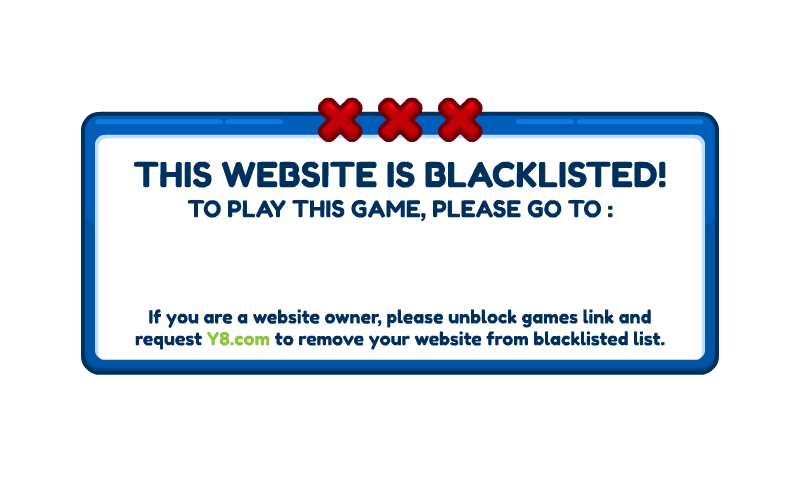 THIS WEBSITE IS BLACKLISTED!
TO PLAY THIS GAME, PLEASE GO TO :
If you are a website owner, please unblock games link and
request Y8.com to remove your website from blacklisted list.